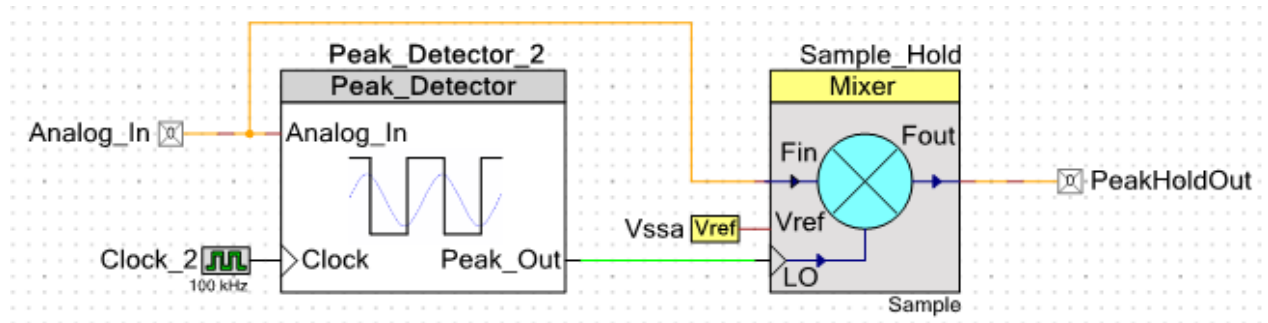 Peak_Detector_2
Peak_Detector
Analog_In
Analog_In
Clock_2
100 kHz
Clock
Peak_Out
Sample_Hold
Mixer
Fin
Fout
Vssa
Vref
Vref
LO
Sample
PeakHoldOut